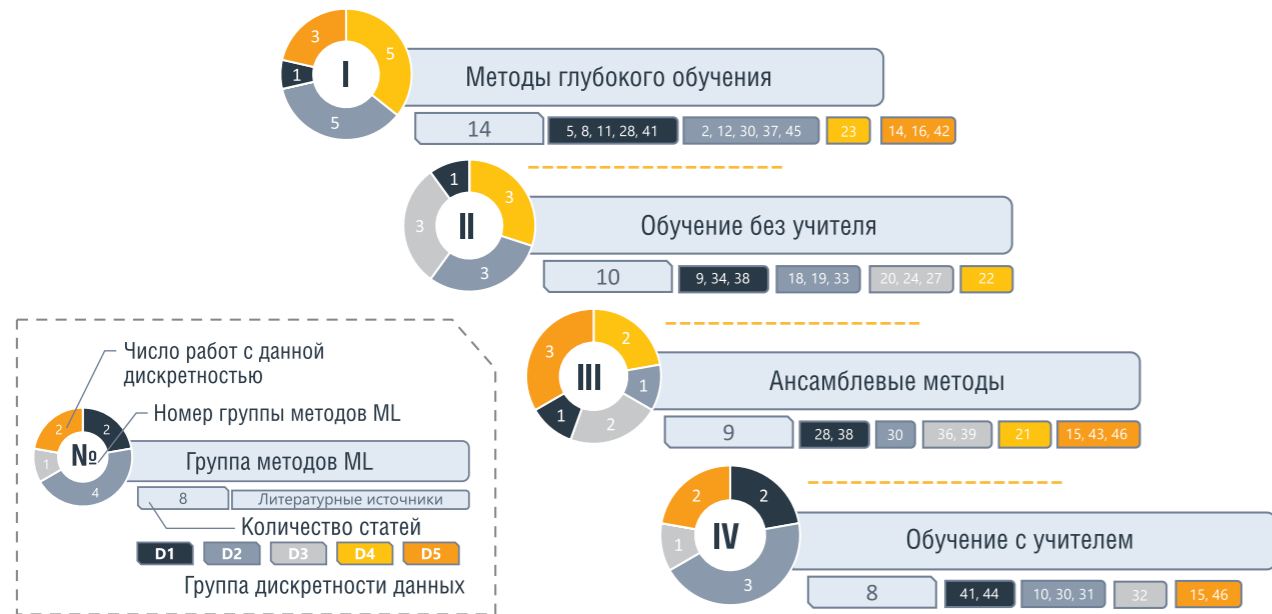 3
5
1
5
I
Методы глубокого обучения
14
5, 8, 11, 28, 41
2, 12, 30, 37, 45
23
14, 16, 42
1
3
3
3
II
Обучение без учителя
10
9, 34, 38
18, 19, 33
20, 24, 27
22
3
2
1
2
1
III
Ансамблевые методы
9
28, 38
30
36, 39
21
15, 43, 46
2
2
1
3
IV
Обучение с учителем
8
41, 44
10, 30, 31
32
15, 46
Число работ с данной
дискретностью
Номер группы методов ML
2
2
1
4
№
Группа методов ML
8
Литературные источники
Количество статей
D1
D2
D3
D4
D5
Группа дискретности данных